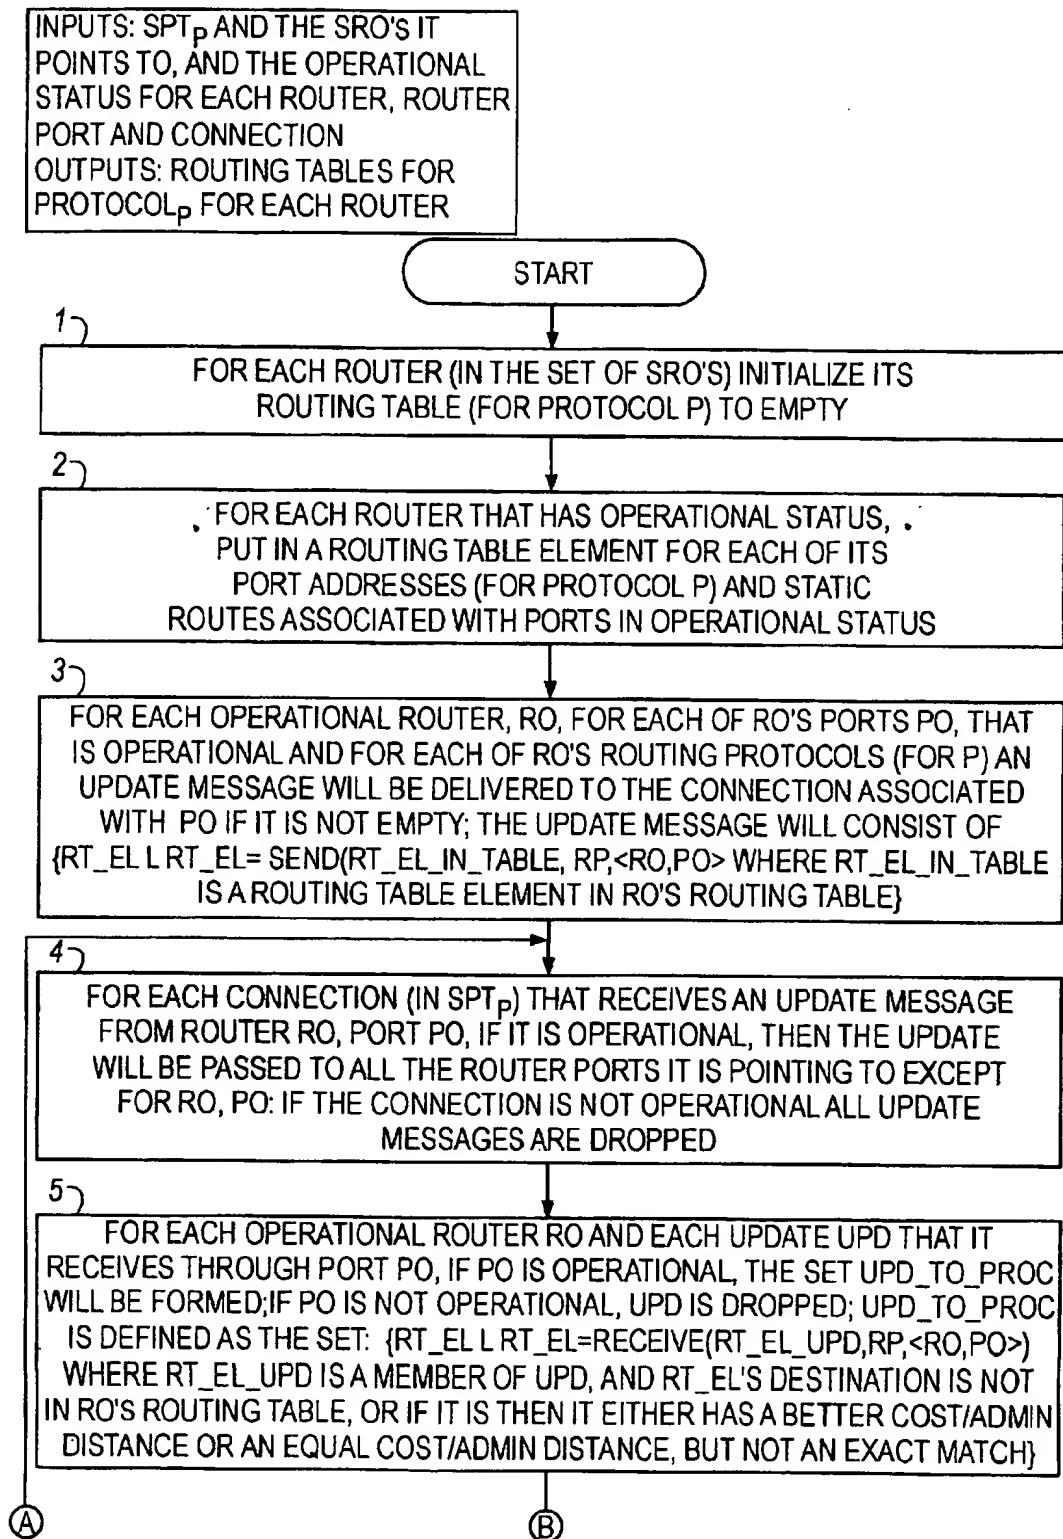 INPUTS: SPTP AND THE SRO'S IT
POINTS TO, AND THE OPERATIONAL
STATUS FOR EACH ROUTER, ROUTER
PORT AND CONNECTION
OUTPUTS: ROUTING TABLES FOR
PROTOCOLP FOR EACH ROUTER
START
1
FOR EACH ROUTER (IN THE SET OF SRO'S) INITIALIZE ITS
ROUTING TABLE (FOR PROTOCOL P) TO EMPTY
2
FOR EACH ROUTER THAT HAS OPERATIONAL STATUS,
PUT IN A ROUTING TABLE ELEMENT FOR EACH OF ITS
PORT ADDRESSES (FOR PROTOCOL P) AND STATIC
ROUTES ASSOCIATED WITH PORTS IN OPERATIONAL STATUS
3
FOR EACH OPERATIONAL ROUTER, RO, FOR EACH OF RO'S PORTS PO, THAT
IS OPERATIONAL AND FOR EACH OF RO'S ROUTING PROTOCOLS (FOR P) AN
UPDATE MESSAGE WILL BE DELIVERED TO THE CONNECTION ASSOCIATED
WITH PO IF IT IS NOT EMPTY; THE UPDATE MESSAGE WILL CONSIST OF
{RT_EL L RT_EL= SEND(RT_EL_IN_TABLE, RP,<RO,PO> WHERE RT_EL_IN_TABLE
IS A ROUTING TABLE ELEMENT IN RO'S ROUTING TABLE}
4
FOR EACH CONNECTION (IN SPTP) THAT RECEIVES AN UPDATE MESSAGE
FROM ROUTER RO, PORT PO, IF IT IS OPERATIONAL, THEN THE UPDATE
WILL BE PASSED TO ALL THE ROUTER PORTS IT IS POINTING TO EXCEPT
FOR RO, PO: IF THE CONNECTION IS NOT OPERATIONAL ALL UPDATE
MESSAGES ARE DROPPED
5
FOR EACH OPERATIONAL ROUTER RO AND EACH UPDATE UPD THAT IT
RECEIVES THROUGH PORT PO, IF PO IS OPERATIONAL, THE SET UPD_TO_PROC
WILL BE FORMED;IF PO IS NOT OPERATIONAL, UPD IS DROPPED; UPD_TO_PROC
IS DEFINED AS THE SET: {RT_EL L RT_EL=RECEIVE(RT_EL_UPD,RP,<RO,PO>)
WHERE RT_EL_UPD IS A MEMBER OF UPD, AND RT_EL'S DESTINATION IS NOT
IN RO'S ROUTING TABLE, OR IF IT IS THEN IT EITHER HAS A BETTER COST/ADMIN
DISTANCE OR AN EQUAL COST/ADMIN DISTANCE, BUT NOT AN EXACT MATCH}
A
B